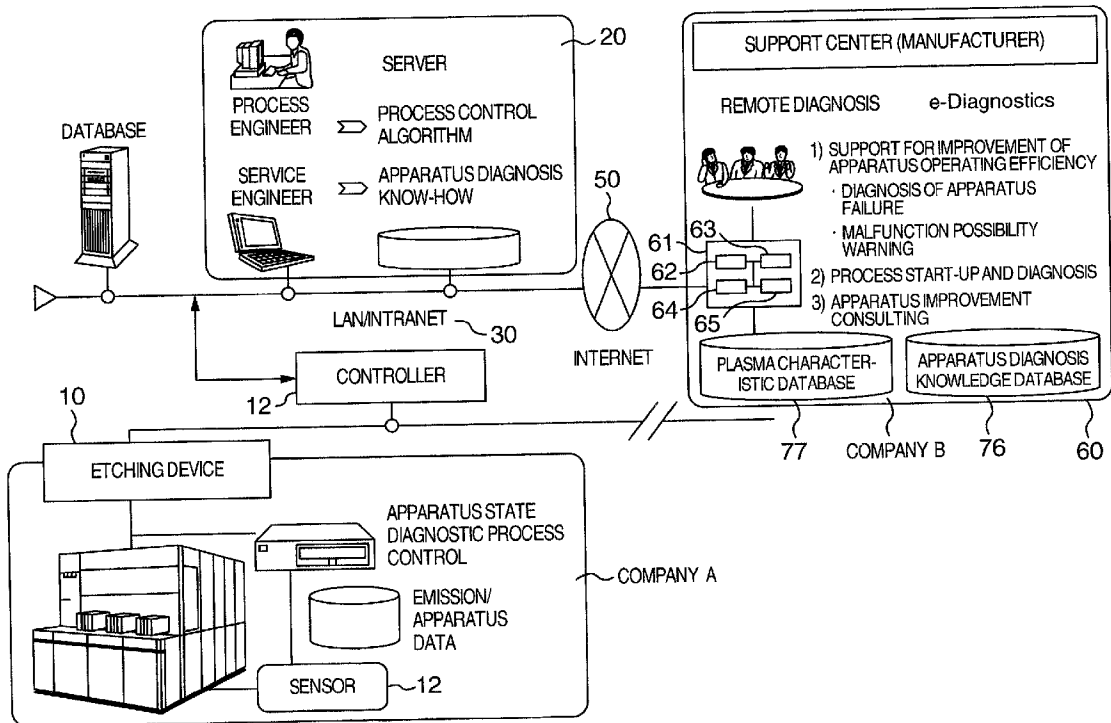 20
SERVER
PROCESS
ENGINEER
PROCESS CONTROL
ALGORITHM
SERVICE
ENGINEER
APPARATUS DIAGNOSIS
KNOW-HOW
DATABASE
LAN/INTRANET
30
50
INTERNET
CONTROLLER
12
SUPPORT CENTER (MANUFACTURER)
REMOTE DIAGNOSIS
e-Diagnostics
1) SUPPORT FOR IMPROVEMENT OF
APPARATUS OPERATING EFFICIENCY
· DIAGNOSIS OF APPARATUS
FAILURE
· MALFUNCTION POSSIBILITY
WARNING
2) PROCESS START-UP AND DIAGNOSIS
3) APPARATUS IMPROVEMENT
CONSULTING
61
63
62
64
65
PLASMA CHARACTER-
ISTIC DATABASE
APPARATUS DIAGNOSIS
KNOWLEDGE DATABASE
77
COMPANY B
76
60
10
ETCHING DEVICE
APPARATUS STATE
DIAGNOSTIC PROCESS
CONTROL
EMISSION/
APPARATUS
DATA
SENSOR
12
COMPANY A